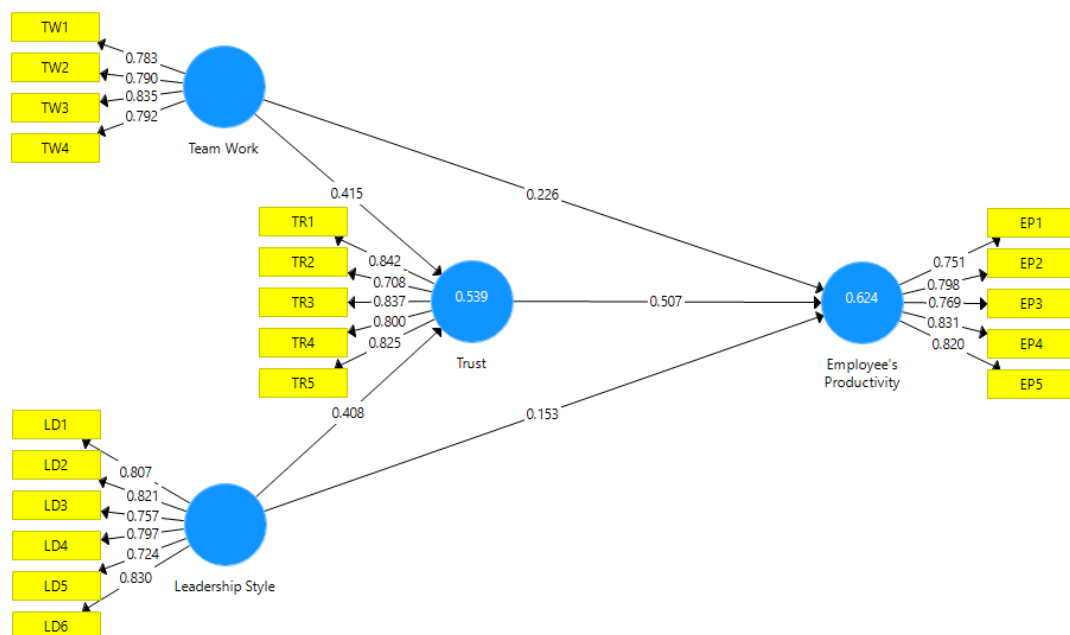 TW1
0.783
TW2
0.790
TW3
0.835
0.792
TW4
Team Work
0.415
0.226
TR1
0.842
TR2
0.708
TR3
0.837
0.800
TR4
0.825
TR5
0.539
Trust
0.507
EP1
0.751
EP2
0.798
0.769
EP3
0.831
EP4
0.820
EP5
0.624
Employee's
Productivity
0.408
0.153
LD1
0.807
LD2
0.821
LD3
0.757
0.797
LD4
0.724
LD5
0.830
LD6
Leadership Style